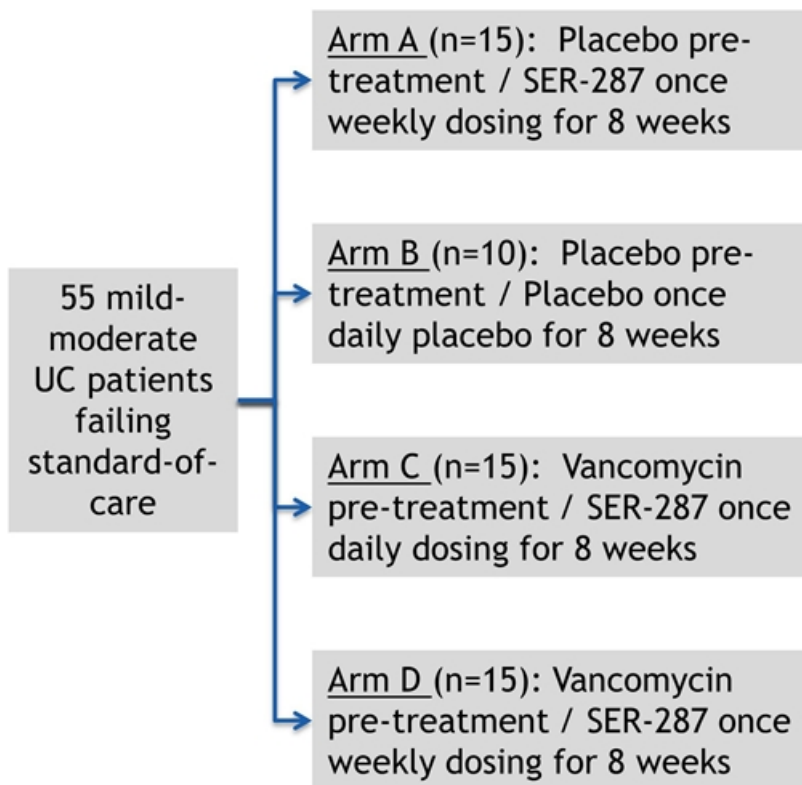 55 mild-
moderate
UC patients
failing
standard-of-
care
Arm A (n=15): Placebo pre-
treatment / SER-287 once
weekly dosing for 8 weeks
Arm B (n=10): Placebo pre-
treatment / Placebo once
daily placebo for 8 weeks
Arm C (n=15): Vancomycin
pre-treatment / SER-287 once
daily dosing for 8 weeks
Arm D (n=15): Vancomycin
pre-treatment / SER-287 once
weekly dosing for 8 weeks